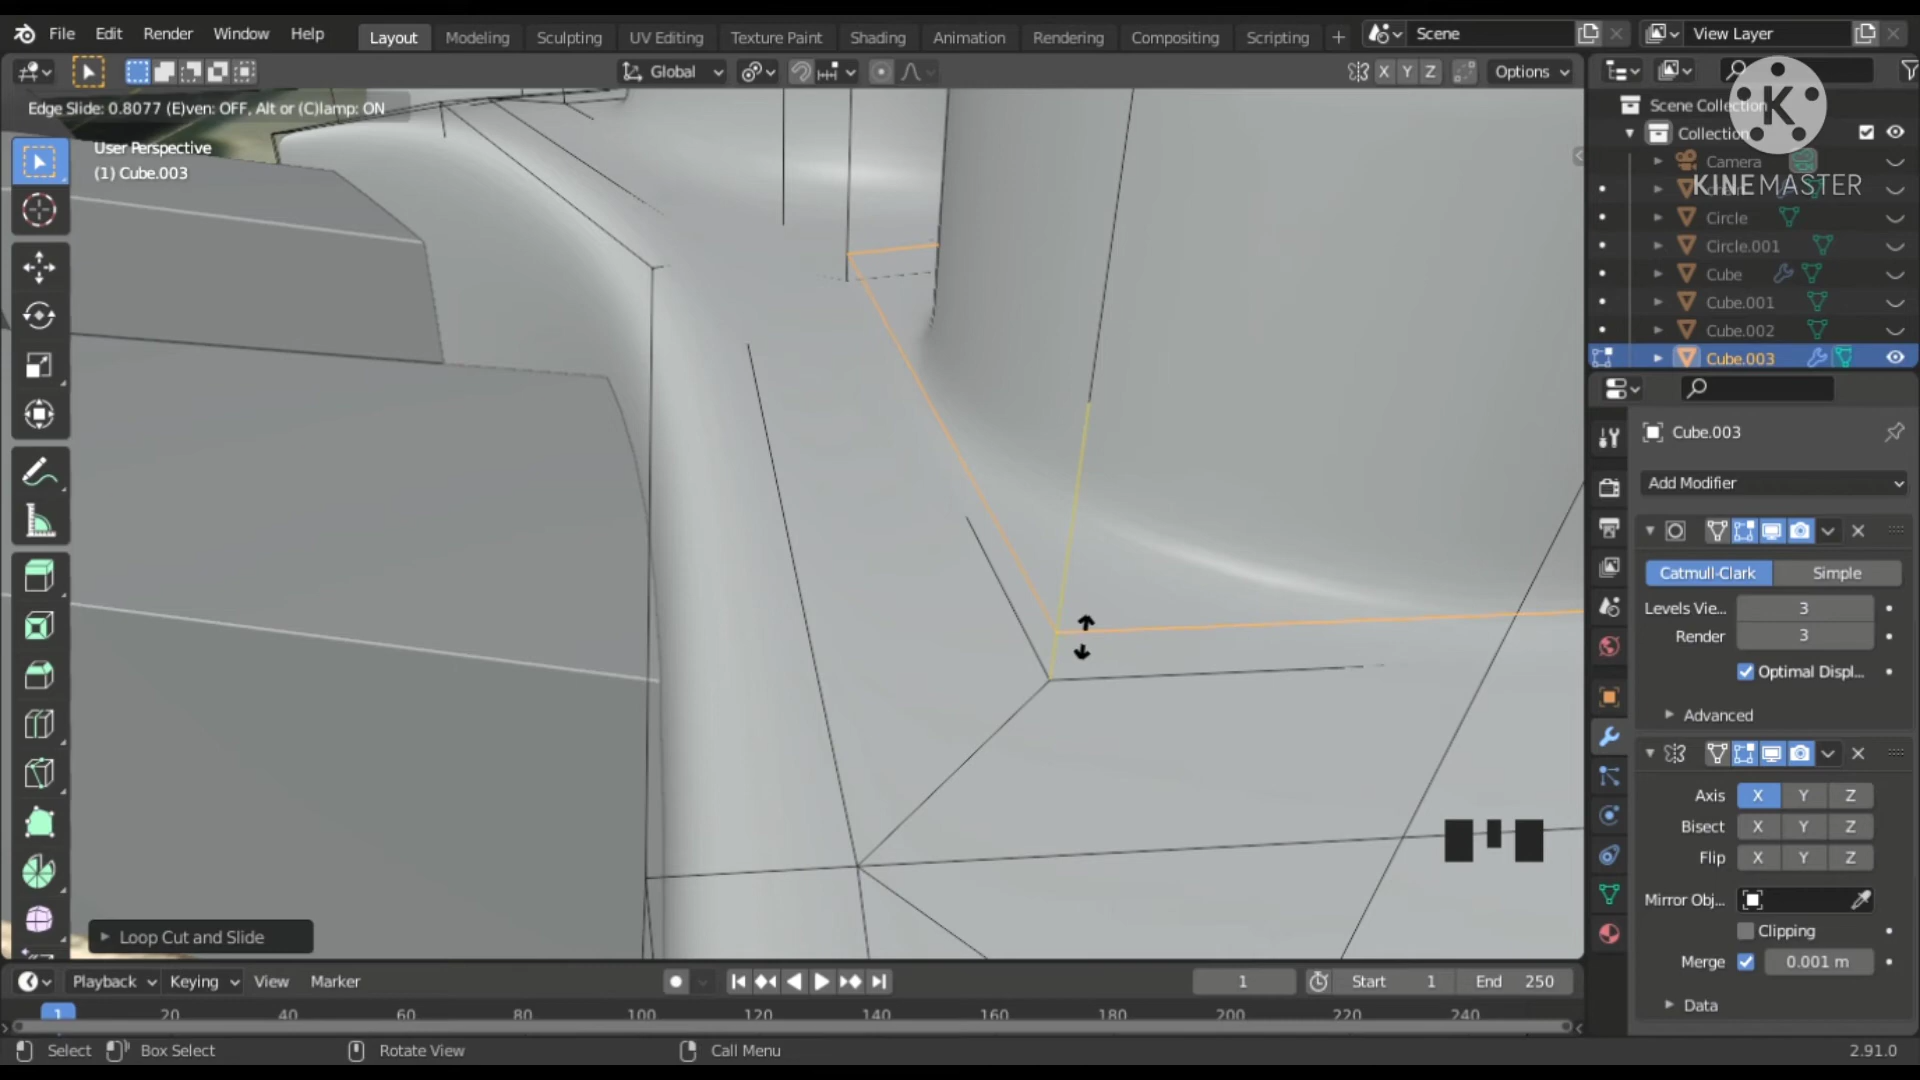 File Edit Render Window Help Layout Modeling Sculpting UV Editing Texture Paint Shading Animation Rendering Compositing Scripting + Scene View Layer
Global X Y Z Options
Edge Slide: 0.8077 (E)ven: OFF, Alt or (C)lamp: ON
User Perspective
(1) Cube.003
Scene Collection
Collection
Camera
K
KINEMASTER
Circle
Circle.001
Cube
Cube.001
Cube.002
Cube.003
Cube.003
Add Modifier
Catmull-Clark Simple
Levels Vie... 3
Render 3
Optimal Displ...
Advanced
Axis X Y Z
Bisect X Y Z
Flip X Y Z
Mirror Obj...
Clipping
Merge 0.001 m
Data
Loop Cut and Slide
Playback Keying View Marker 1 Start 1 End 250
1 20 40 60 80 100 120 140 160 180 200 220 240
Select Box Select Rotate View Call Menu 2.91.0